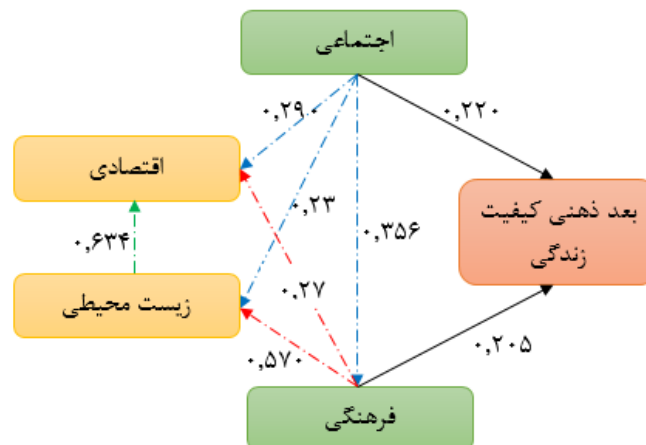 اجتماعی
۰,۲۹۰
۰,۲۲۰
اقتصادی
۰,۲۳
۰,۳۵۶
بعد ذهنی کیفیت
زندگی
۰,۶۳۴
زیست محیطی
۰.۲۷
۰,۵۷۰
۰,۲۰۵
فرهنگی